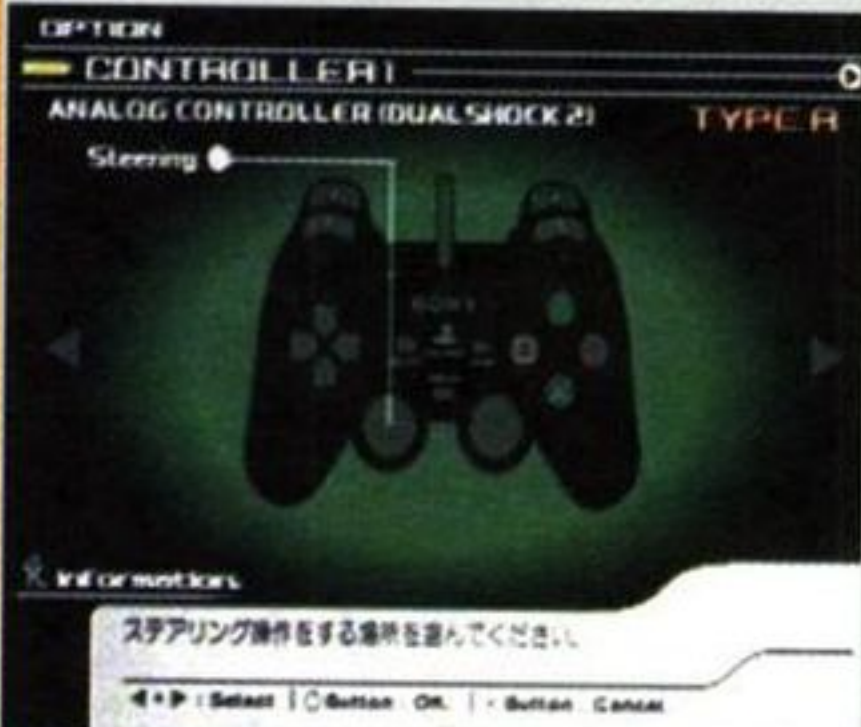 OPTION
CONTROLLER1
ANALOG CONTROLLER (DUALSHOCK 2)
TYPE A
Steering
SONY
Information
ステアリング操作をする場所を選んでください。
: Select | ○ Button OK | × Button Cancel